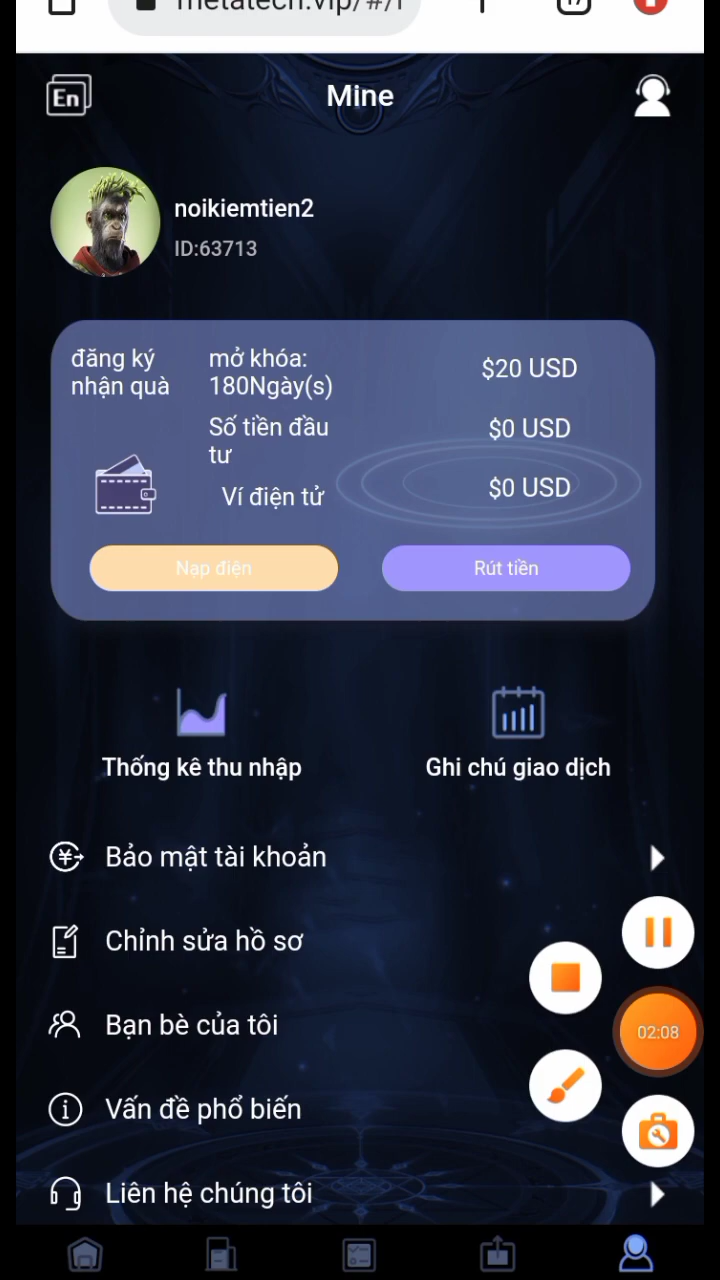 metatech.vip/#/
17
En
Mine
noikiemtien2
ID:63713
đăng ký
nhận quà
mở khóa:
180Ngày(s)
$20 USD
Số tiền đầu
tư
$0 USD
Ví điện tử
$0 USD
Nạp điện
Rút tiền
Thống kê thu nhập
Ghi chú giao dịch
Bảo mật tài khoản
Chỉnh sửa hồ sơ
Bạn bè của tôi
02:08
Vấn đề phổ biến
Liên hệ chúng tôi